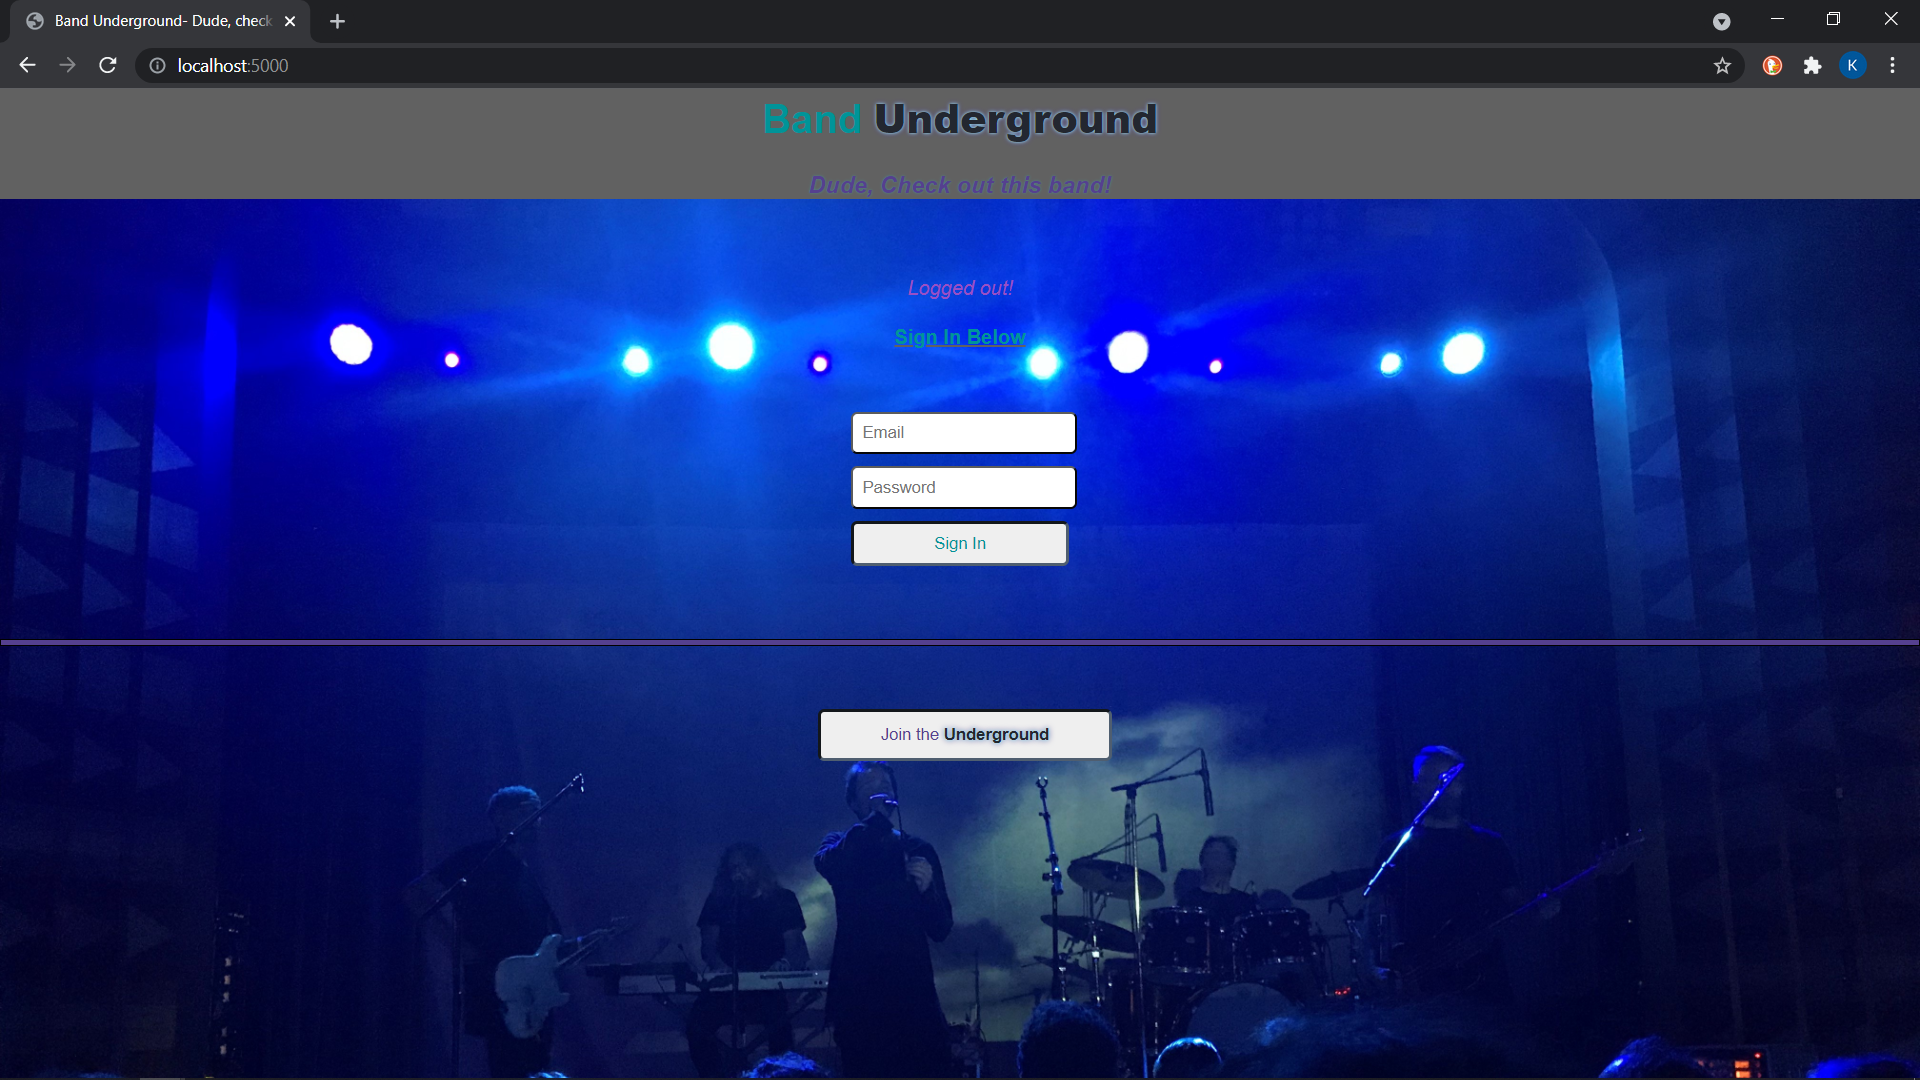 Band Underground- Dude, check
localhost:5000
K
Band Underground
Dude, Check out this band!
Logged out!
Sign In Below
Email
Password
Sign In
Join the Underground